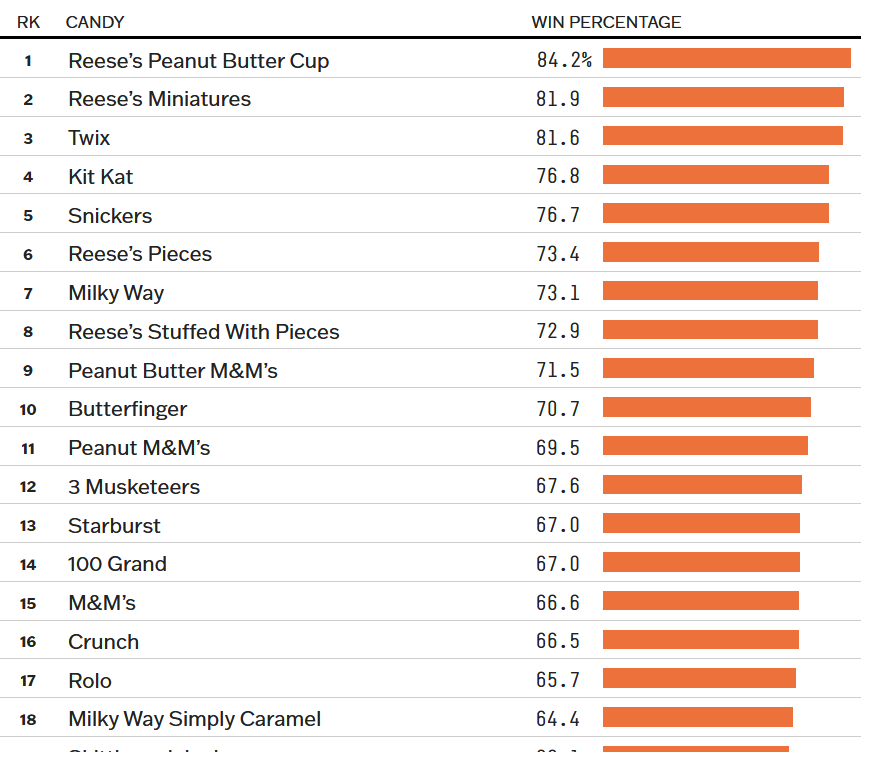 RK CANDY WIN PERCENTAGE
1 Reese’s Peanut Butter Cup 84.2%
2 Reese’s Miniatures 81.9
3 Twix 81.6
4 Kit Kat 76.8
5 Snickers 76.7
6 Reese’s Pieces 73.4
7 Milky Way 73.1
8 Reese’s Stuffed With Pieces 72.9
9 Peanut Butter M&M’s 71.5
10 Butterfinger 70.7
11 Peanut M&M’s 69.5
12 3 Musketeers 67.6
13 Starburst 67.0
14 100 Grand 67.0
15 M&M’s 66.6
16 Crunch 66.5
17 Rolo 65.7
18 Milky Way Simply Caramel 64.4